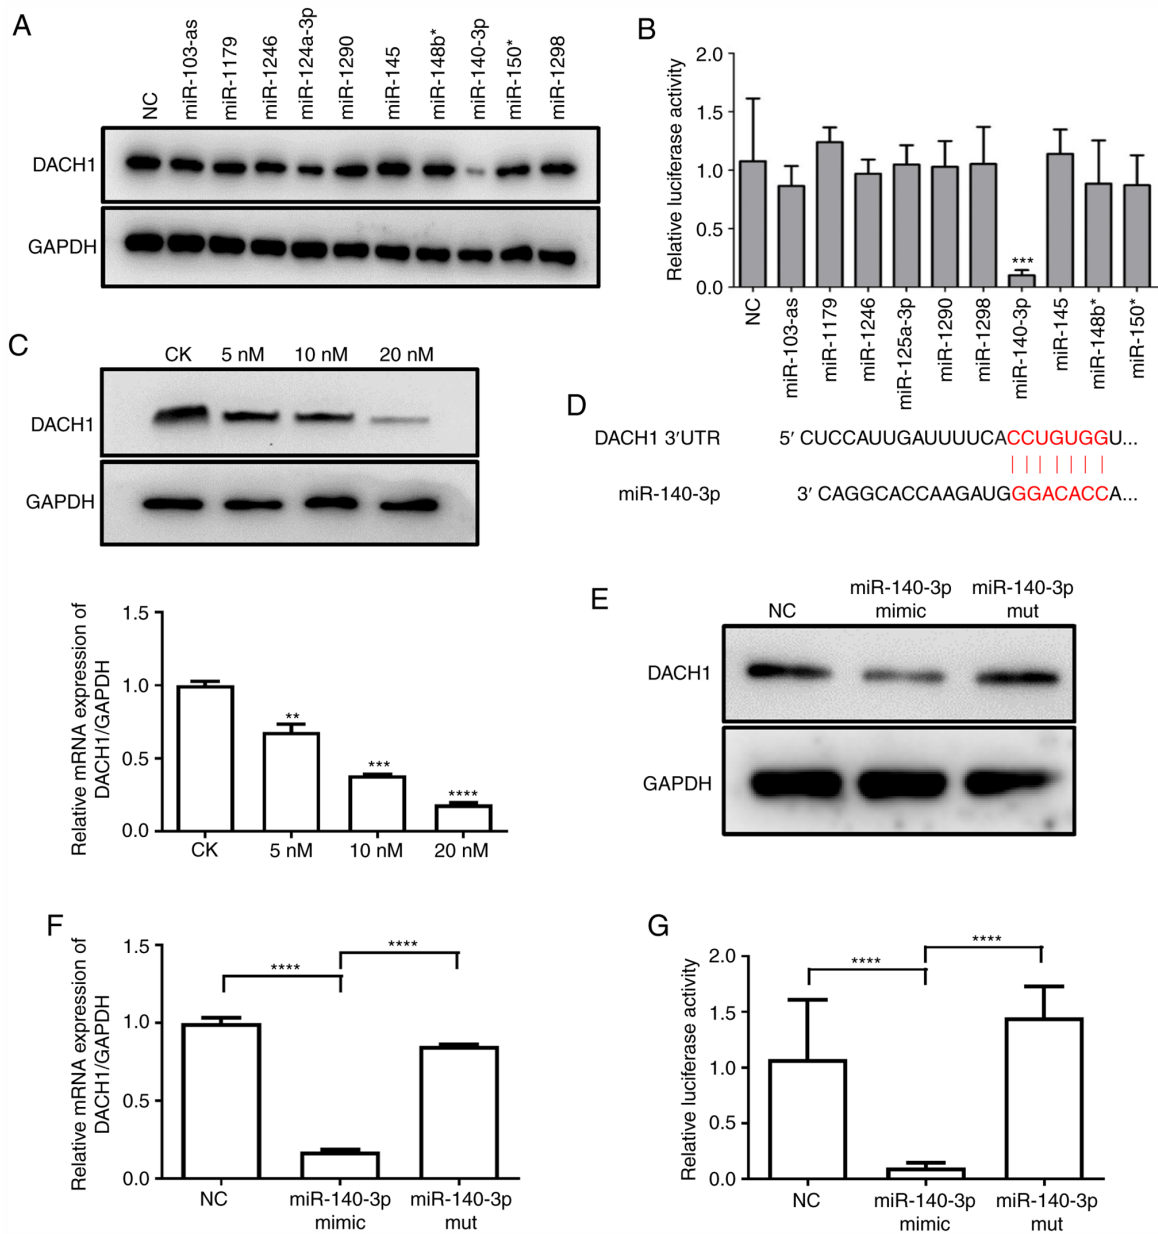 A
NC
miR-103-as
miR-1179
miR-1246
miR-124a-3p
miR-1290
miR-145
miR-148b*
miR-140-3p
miR-150*
miR-1298
DACH1
GAPDH
B
Relative luciferase activity
2.0
1.5
1.0
0.5
0.0
***
NC
miR-103-as
miR-1179
miR-1246
miR-125a-3p
miR-1290
miR-1298
miR-140-3p
miR-145
miR-148b*
miR-150*
C
CK 5 nM 10 nM 20 nM
DACH1
GAPDH
Relative mRNA expression of
DACH1/GAPDH
1.5
1.0
0.5
0.0
**
***
****
CK 5 nM 10 nM 20 nM
D
DACH1 3′UTR 5′ CUCCAUUGAUUUUCACCUGUGGU...
miR-140-3p 3′ CAGGCACCAAGAUGGGACACCA...
E
NC
miR-140-3p
mimic
miR-140-3p
mut
DACH1
GAPDH
F
Relative mRNA expression of
DACH1/GAPDH
1.5
1.0
0.5
0.0
****
****
NC
miR-140-3p
mimic
miR-140-3p
mut
G
Relative luciferase activity
2.0
1.5
1.0
0.5
0.0
****
****
NC
miR-140-3p
mimic
miR-140-3p
mut